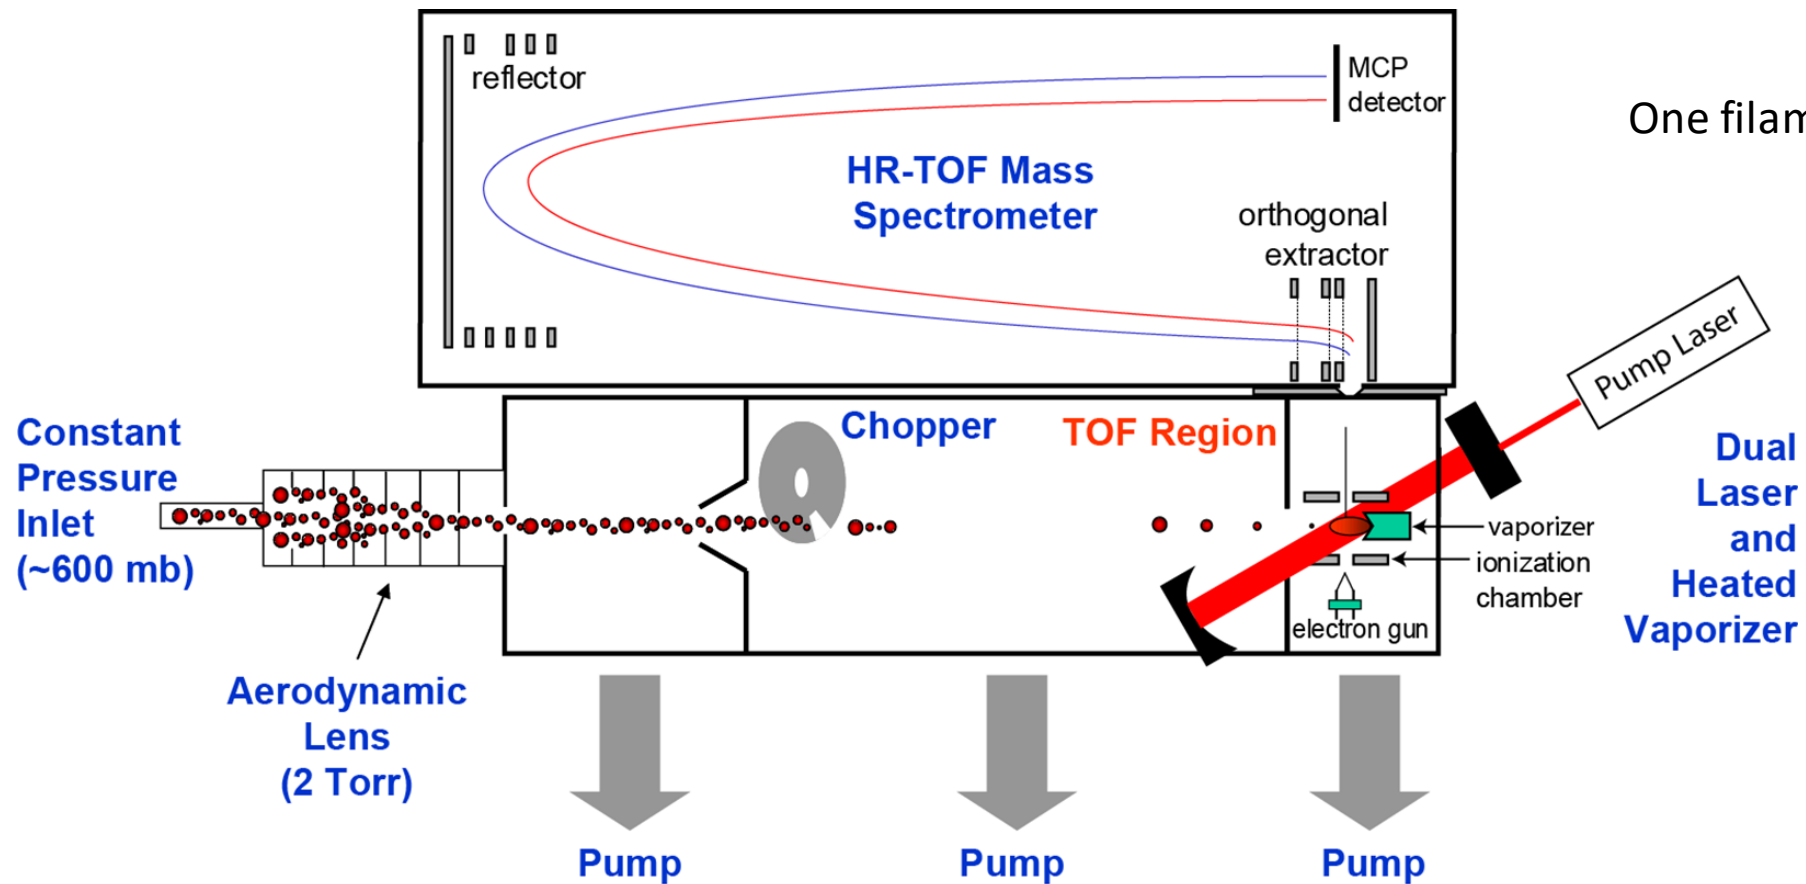 reflector
MCP
detector
One filam
HR-TOF Mass
Spectrometer
orthogonal
extractor
Pump Laser
Constant
Pressure
Inlet
(~600 mb)
Chopper
TOF Region
Dual
Laser
and
Heated
Vaporizer
vaporizer
ionization
chamber
electron gun
Aerodynamic
Lens
(2 Torr)
Pump
Pump
Pump